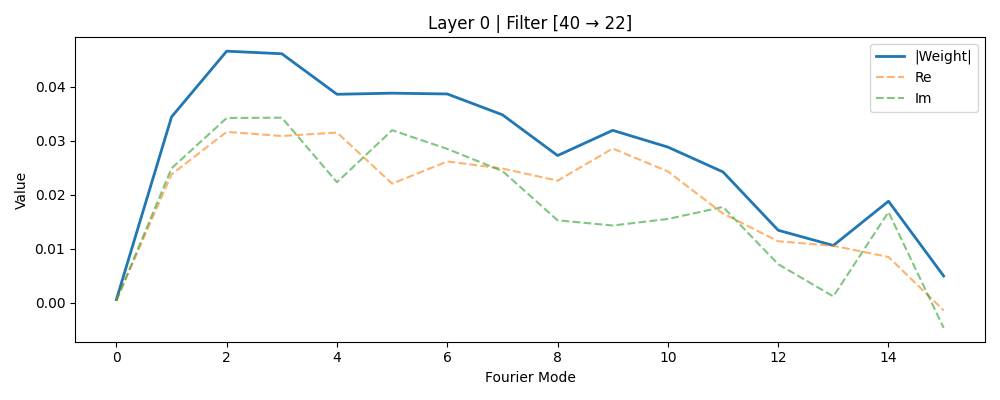 Layer 0 | Filter [40 → 22]
|Weight|
Re
Im
Value
0.04
0.03
0.02
0.01
0.00
0 2 4 6 8 10 12 14
Fourier Mode